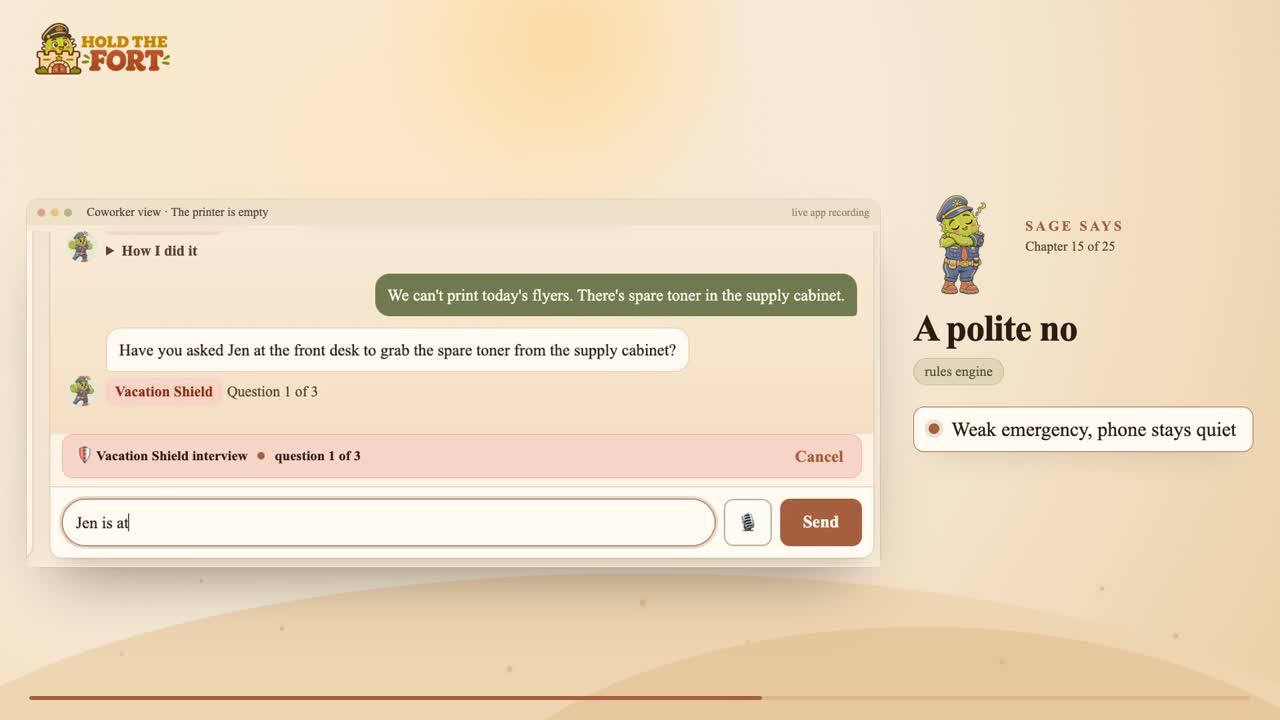 HOLD THE
FORT
Coworker view · The printer is empty
live app recording
▶ How I did it
We can't print today's flyers. There's spare toner in the supply cabinet.
Have you asked Jen at the front desk to grab the spare toner from the supply cabinet?
Vacation Shield Question 1 of 3
Vacation Shield interview • question 1 of 3
Cancel
Jen is at
Send
SAGE SAYS
Chapter 15 of 25
A polite no
rules engine
Weak emergency, phone stays quiet